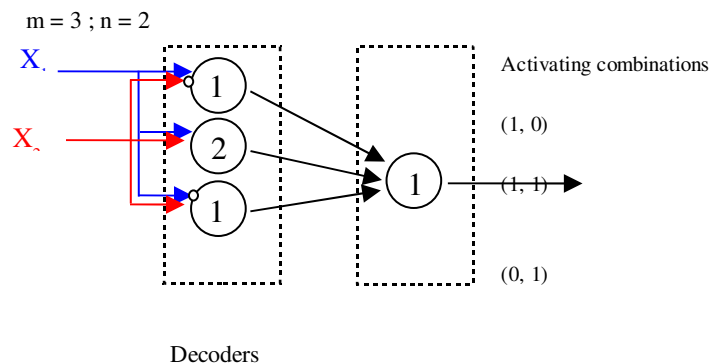 m = 3 ; n = 2
X
Activating combinations
1
(1, 0)
X
2
1
(1, 1)
1
(0, 1)
Decoders